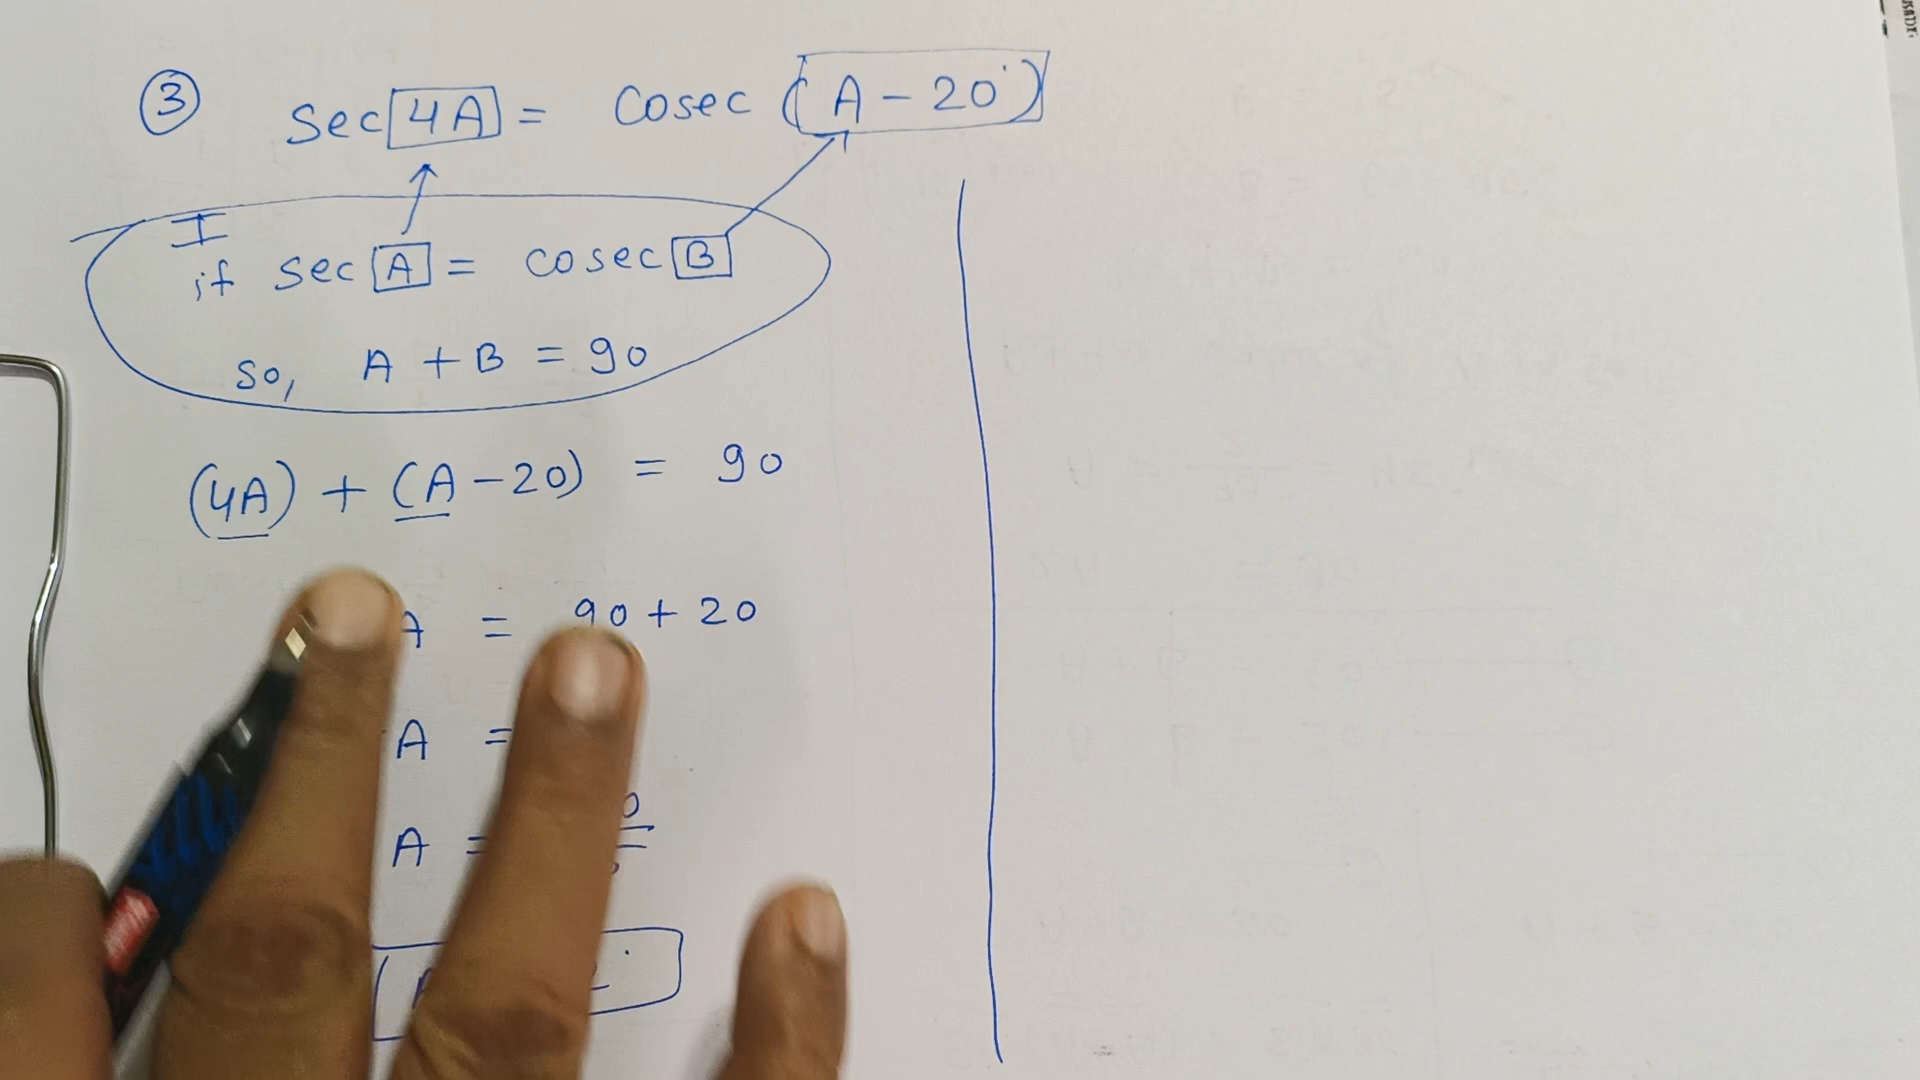 ③ sec 4A = cosec (A - 20°)
I
if sec A = cosec B
so, A + B = 90
(4A) + (A - 20) = 90
A = 90 + 20
A =
A =